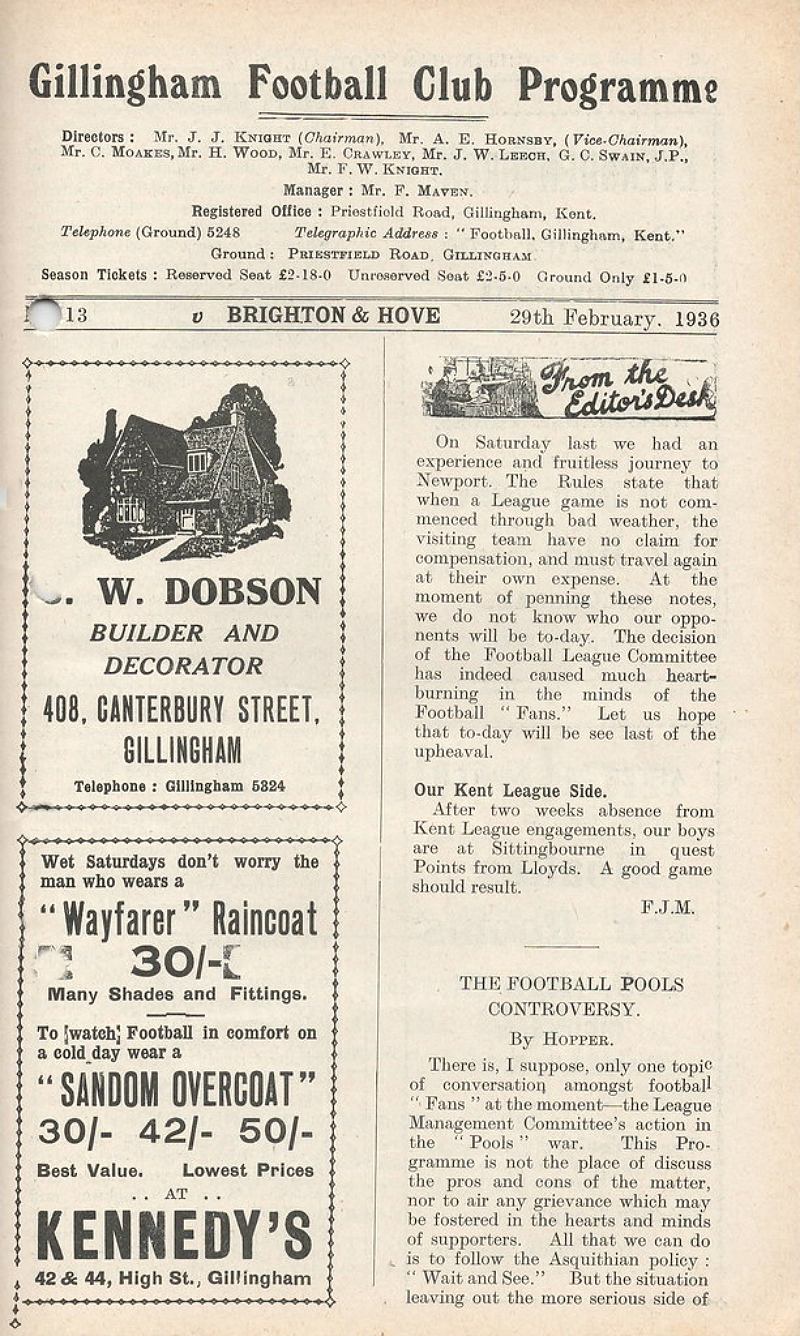 Gillingham Football Club Programme
Directors : Mr. J. J. KNIGHT (Chairman), Mr. A. E. HORNSBY, (Vice-Chairman),
Mr. C. MOAKES, Mr. H. WOOD, Mr. E. CRAWLEY, Mr. J. W. LEECH, G. C. SWAIN, J.P.,
Mr. F. W. KNIGHT.
Manager : Mr. F. MAVEN.
Registered Office : Priestfield Road, Gillingham, Kent.
Telephone (Ground) 5248 Telegraphic Address : "Football, Gillingham, Kent."
Ground : PRIESTFIELD ROAD, GILLINGHAM
Season Tickets : Reserved Seat £2-18-0 Unreserved Seat £2-5-0 Ground Only £1-5-0
13 v BRIGHTON & HOVE 29th February. 1936
W. DOBSON
BUILDER AND
DECORATOR
408, CANTERBURY STREET,
GILLINGHAM
Telephone : Gillingham 5324
Wet Saturdays don't worry the
man who wears a
"Wayfarer" Raincoat
30/-
Many Shades and Fittings.
To [watch] Football in comfort on
a cold day wear a
"SANDOM OVERCOAT"
30/- 42/- 50/-
Best Value. Lowest Prices
. . AT . .
KENNEDY'S
42 & 44, High St., Gillingham
From the
Editor's Desk
On Saturday last we had an
experience and fruitless journey to
Newport. The Rules state that
when a League game is not com-
menced through bad weather, the
visiting team have no claim for
compensation, and must travel again
at their own expense. At the
moment of penning these notes,
we do not know who our oppo-
nents will be to-day. The decision
of the Football League Committee
has indeed caused much heart-
burning in the minds of the
Football "Fans." Let us hope
that to-day will be see last of the
upheaval.
Our Kent League Side.
After two weeks absence from
Kent League engagements, our boys
are at Sittingbourne in quest
Points from Lloyds. A good game
should result.
F.J.M.
THE FOOTBALL POOLS
CONTROVERSY.
By HOPPER.
There is, I suppose, only one topic
of conversation amongst football
"Fans" at the moment—the League
Management Committee's action in
the "Pools" war. This Pro-
gramme is not the place of discuss
the pros and cons of the matter,
nor to air any grievance which may
be fostered in the hearts and minds
of supporters. All that we can do
is to follow the Asquithian policy :
"Wait and See." But the situation
leaving out the more serious side of